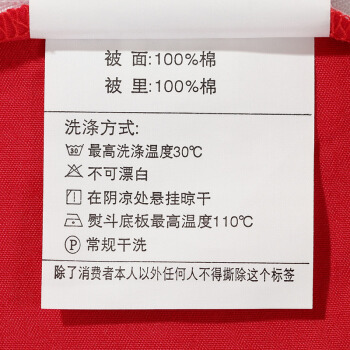 被 面:100%棉
被 里:100%棉
洗涤方式:
30 最高洗涤温度30℃
不可漂白
在阴凉处悬挂晾干
熨斗底板最高温度110℃
P 常规干洗
除了消费者本人以外任何人不得撕除这个标签